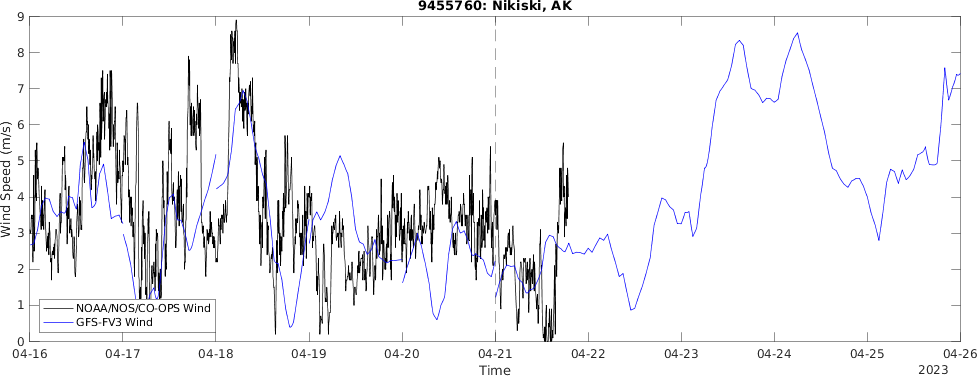 9455760: Nikiski, AK
Wind Speed (m/s)
9
8
7
6
5
4
3
2
1
0
NOAA/NOS/CO-OPS Wind
GFS-FV3 Wind
04-16 04-17 04-18 04-19 04-20 04-21 04-22 04-23 04-24 04-25 04-26
Time
2023